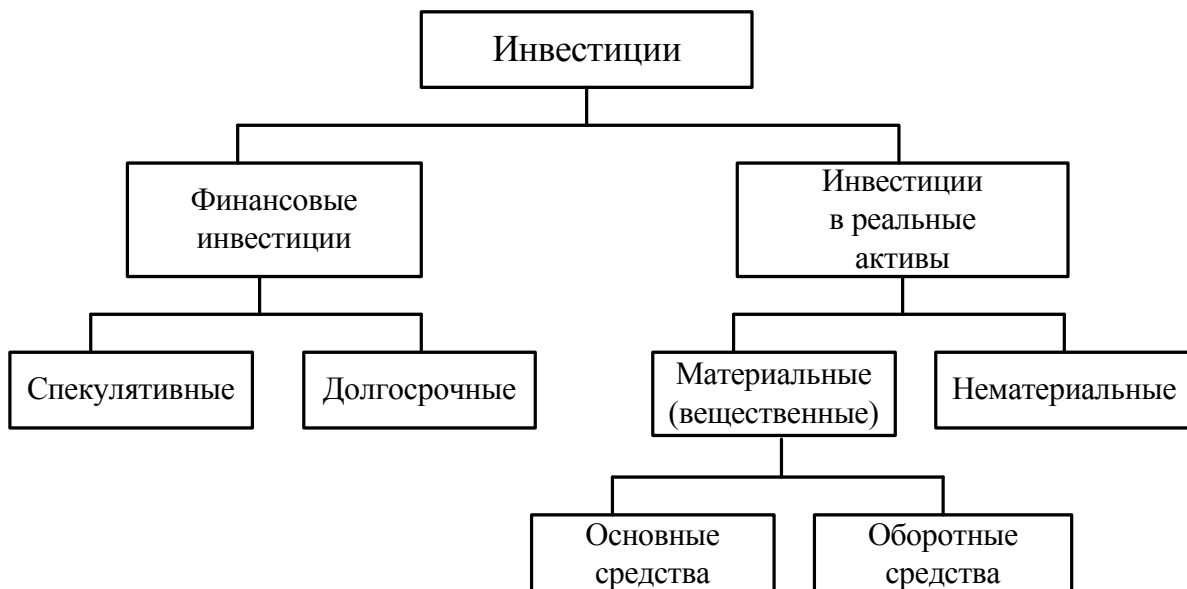 Инвестиции
Финансовые
инвестиции
Инвестиции
в реальные
активы
Спекулятивные
Долгосрочные
Материальные
(вещественные)
Нематериальные
Основные
средства
Оборотные
средства